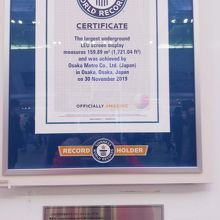 WORLD RECORDS
CERTIFICATE
The largest underground
LED screen display
measures 159.89 m² (1,721.04 ft²)
and was achieved by
Osaka Metro Co., Ltd. (Japan)
in Osaka, Osaka, Japan
on 30 November 2019
OFFICIALLY AMAZING
RECORD HOLDER